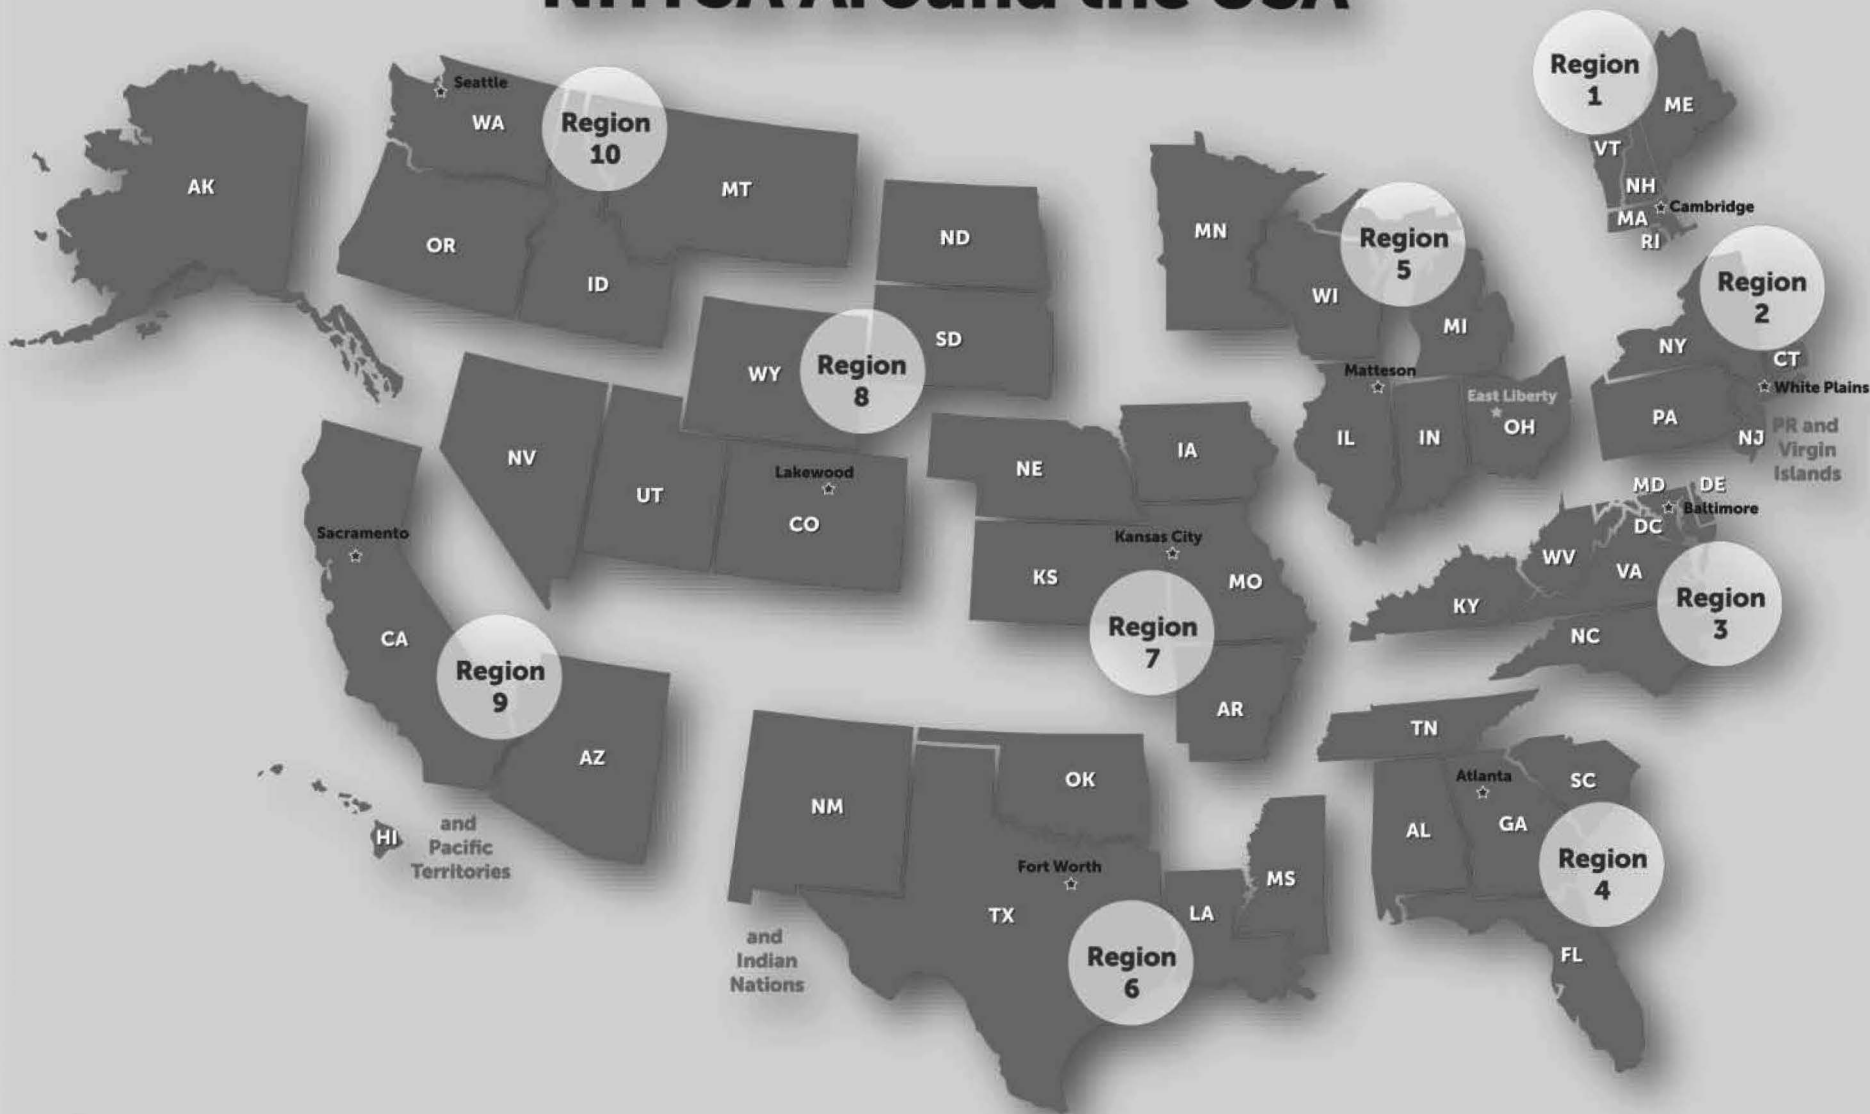 Around the USA
Region
1
ME
VT
NH
Cambridge
MA
RI
Region
2
NY
CT
White Plains
PA
NJ
PR and
Virgin
Islands
MD
DE
Baltimore
DC
WV
VA
KY
NC
Region
3
TN
Atlanta
SC
AL
GA
Region
4
FL
Region
5
MN
WI
MI
Matteson
East Liberty
OH
IL
IN
NM
OK
Fort Worth
TX
LA
MS
Region
6
and
Indian
Nations
NE
IA
Kansas City
KS
MO
Region
7
AR
ND
SD
WY
Region
8
NV
UT
Lakewood
CO
Sacramento
CA
Region
9
AZ
HI
and
Pacific
Territories
Seattle
WA
Region
10
AK
MT
OR
ID